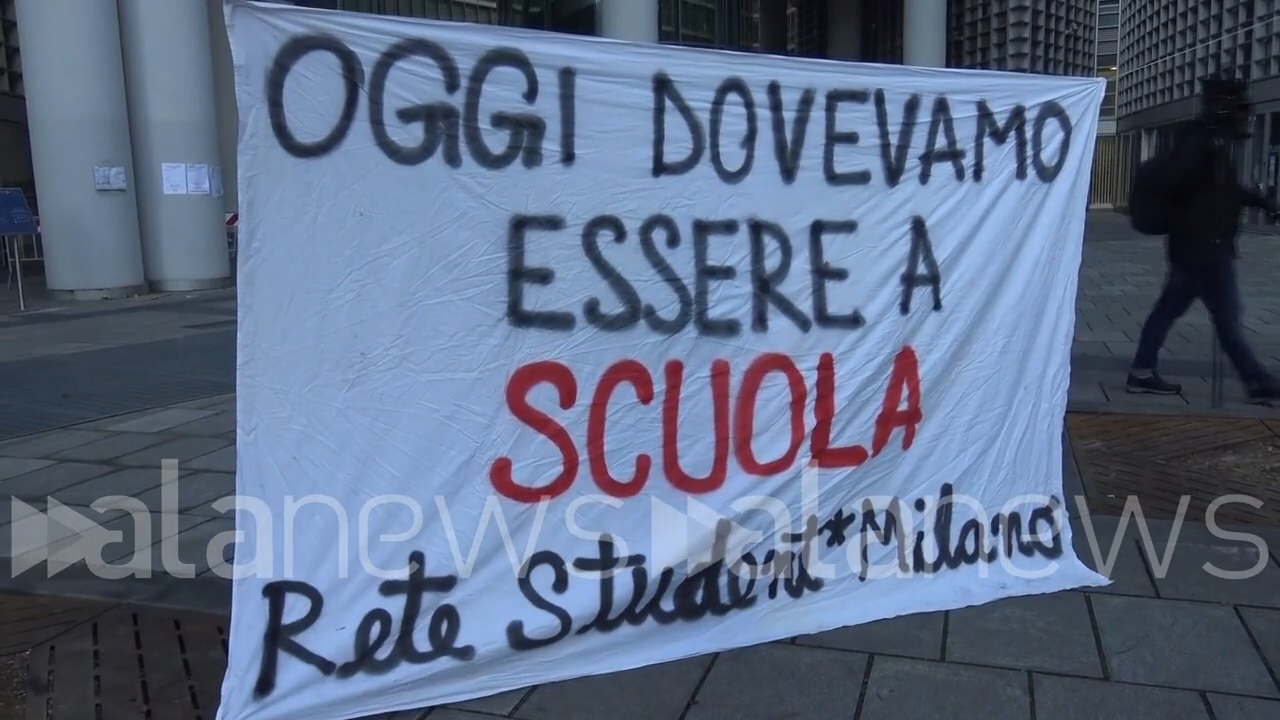 OGGI DOVEVAMO
ESSERE A
SCUOLA
Rete Student*Milano
alanews alanews